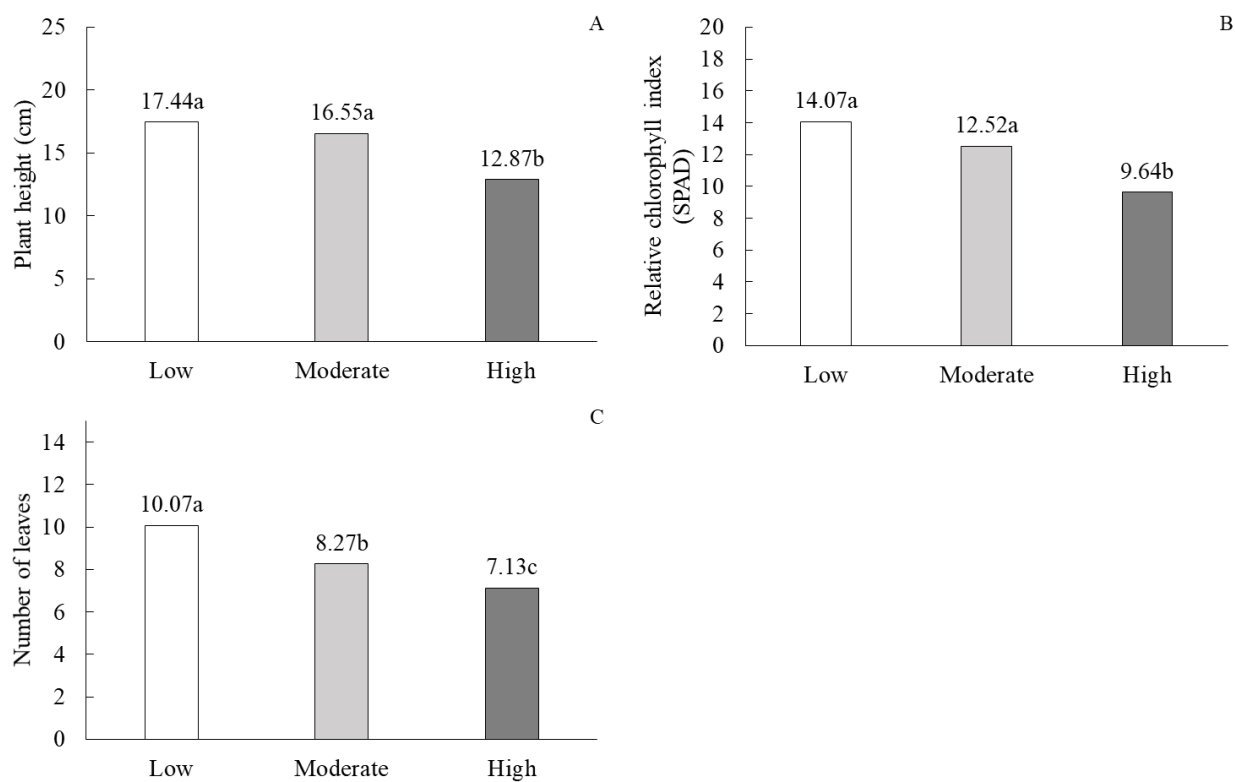 A
Plant height (cm)
25
20
15
10
5
0
17.44a
16.55a
12.87b
Low Moderate High
B
Relative chlorophyll index
(SPAD)
20
18
16
14
12
10
8
6
4
2
0
14.07a
12.52a
9.64b
Low Moderate High
C
Number of leaves
14
12
10
8
6
4
2
0
10.07a
8.27b
7.13c
Low Moderate High